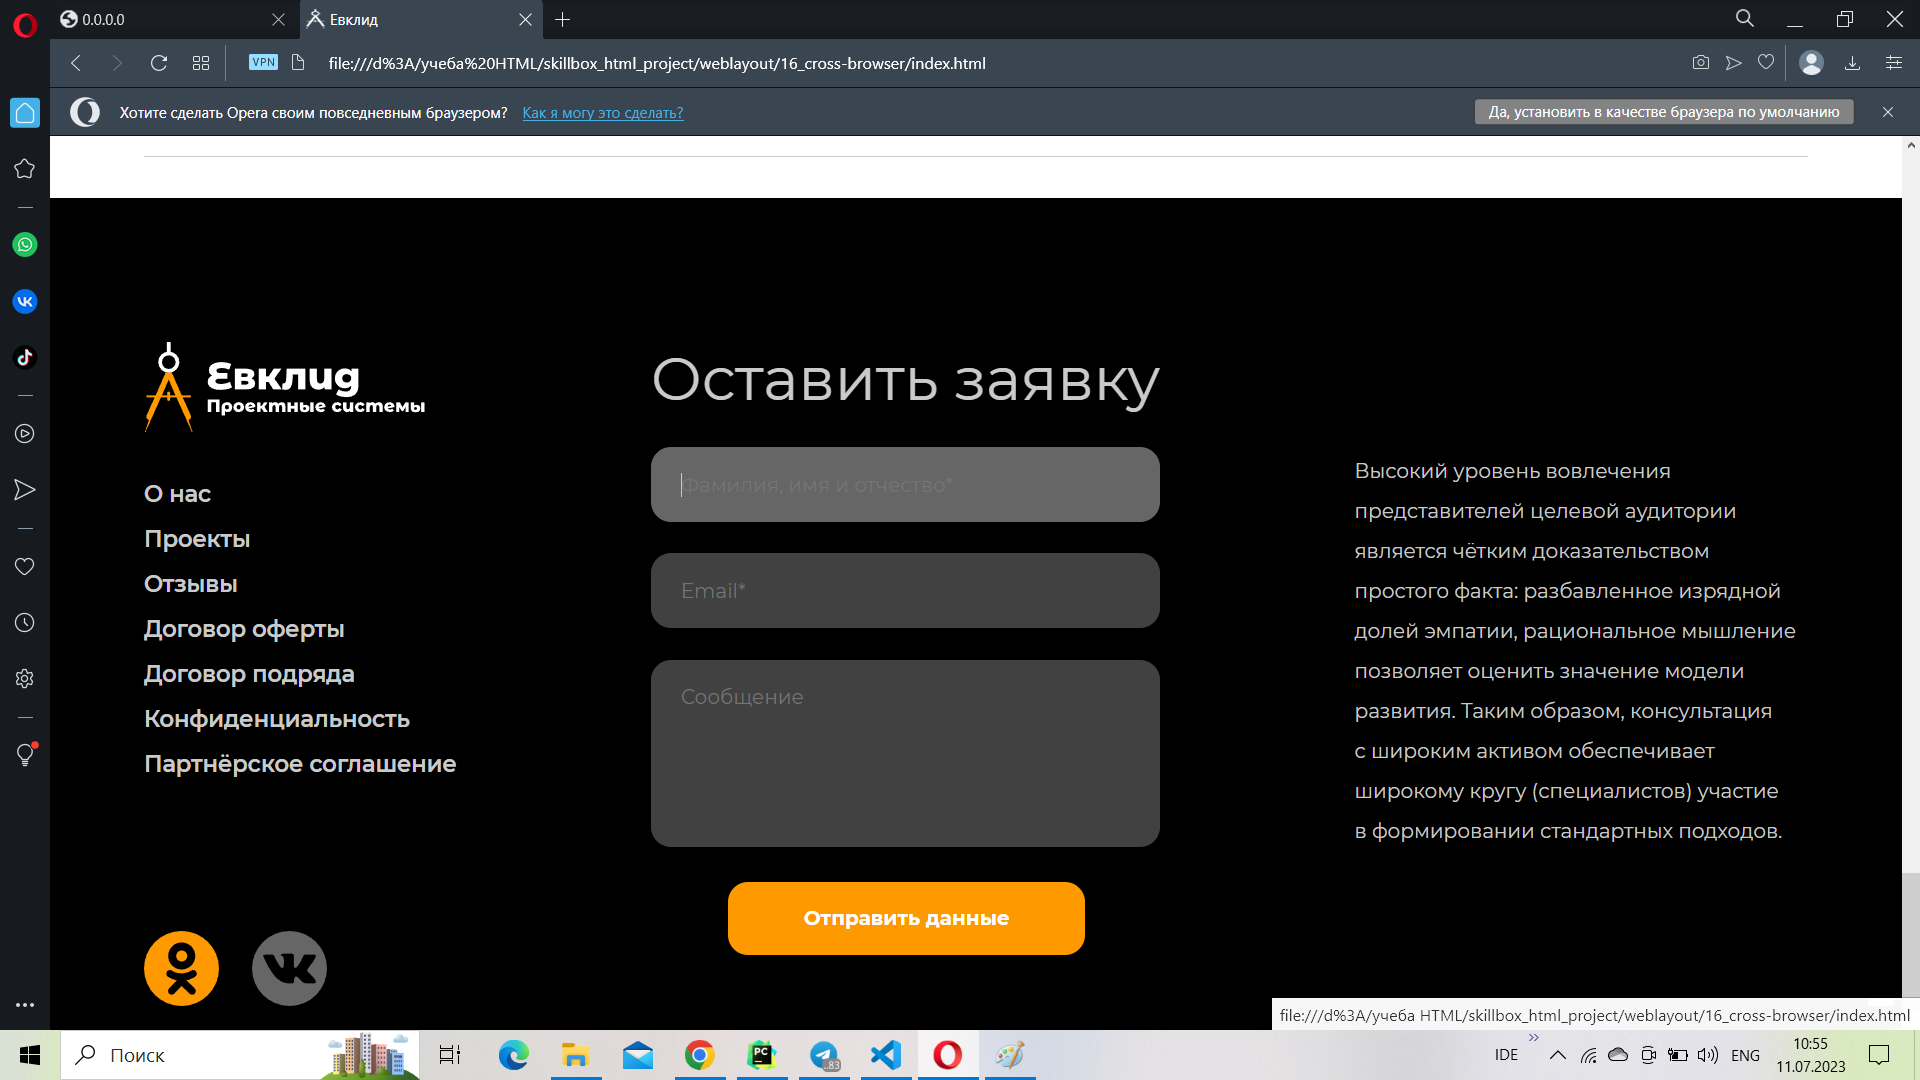 0.0.0.0
Евклид
VPN
file:///d%3A/учеба%20HTML/skillbox_html_project/weblayout/16_cross-browser/index.html
Хотите сделать Opera своим повседневным браузером? Как я могу это сделать?
Да, установить в качестве браузера по умолчанию
Евклид
Проектные системы
О нас
Проекты
Отзывы
Договор оферты
Договор подряда
Конфиденциальность
Партнёрское соглашение
Оставить заявку
Фамилия, имя и отчество*
Email*
Сообщение
Отправить данные
Высокий уровень вовлечения
представителей целевой аудитории
является чётким доказательством
простого факта: разбавленное изрядной
долей эмпатии, рациональное мышление
позволяет оценить значение модели
развития. Таким образом, консультация
с широким активом обеспечивает
широкому кругу (специалистов) участие
в формировании стандартных подходов.
file:///d%3A/учеба HTML/skillbox_html_project/weblayout/16_cross-browser/index.html
Поиск
PC
..83
IDE
ENG
10:55
11.07.2023